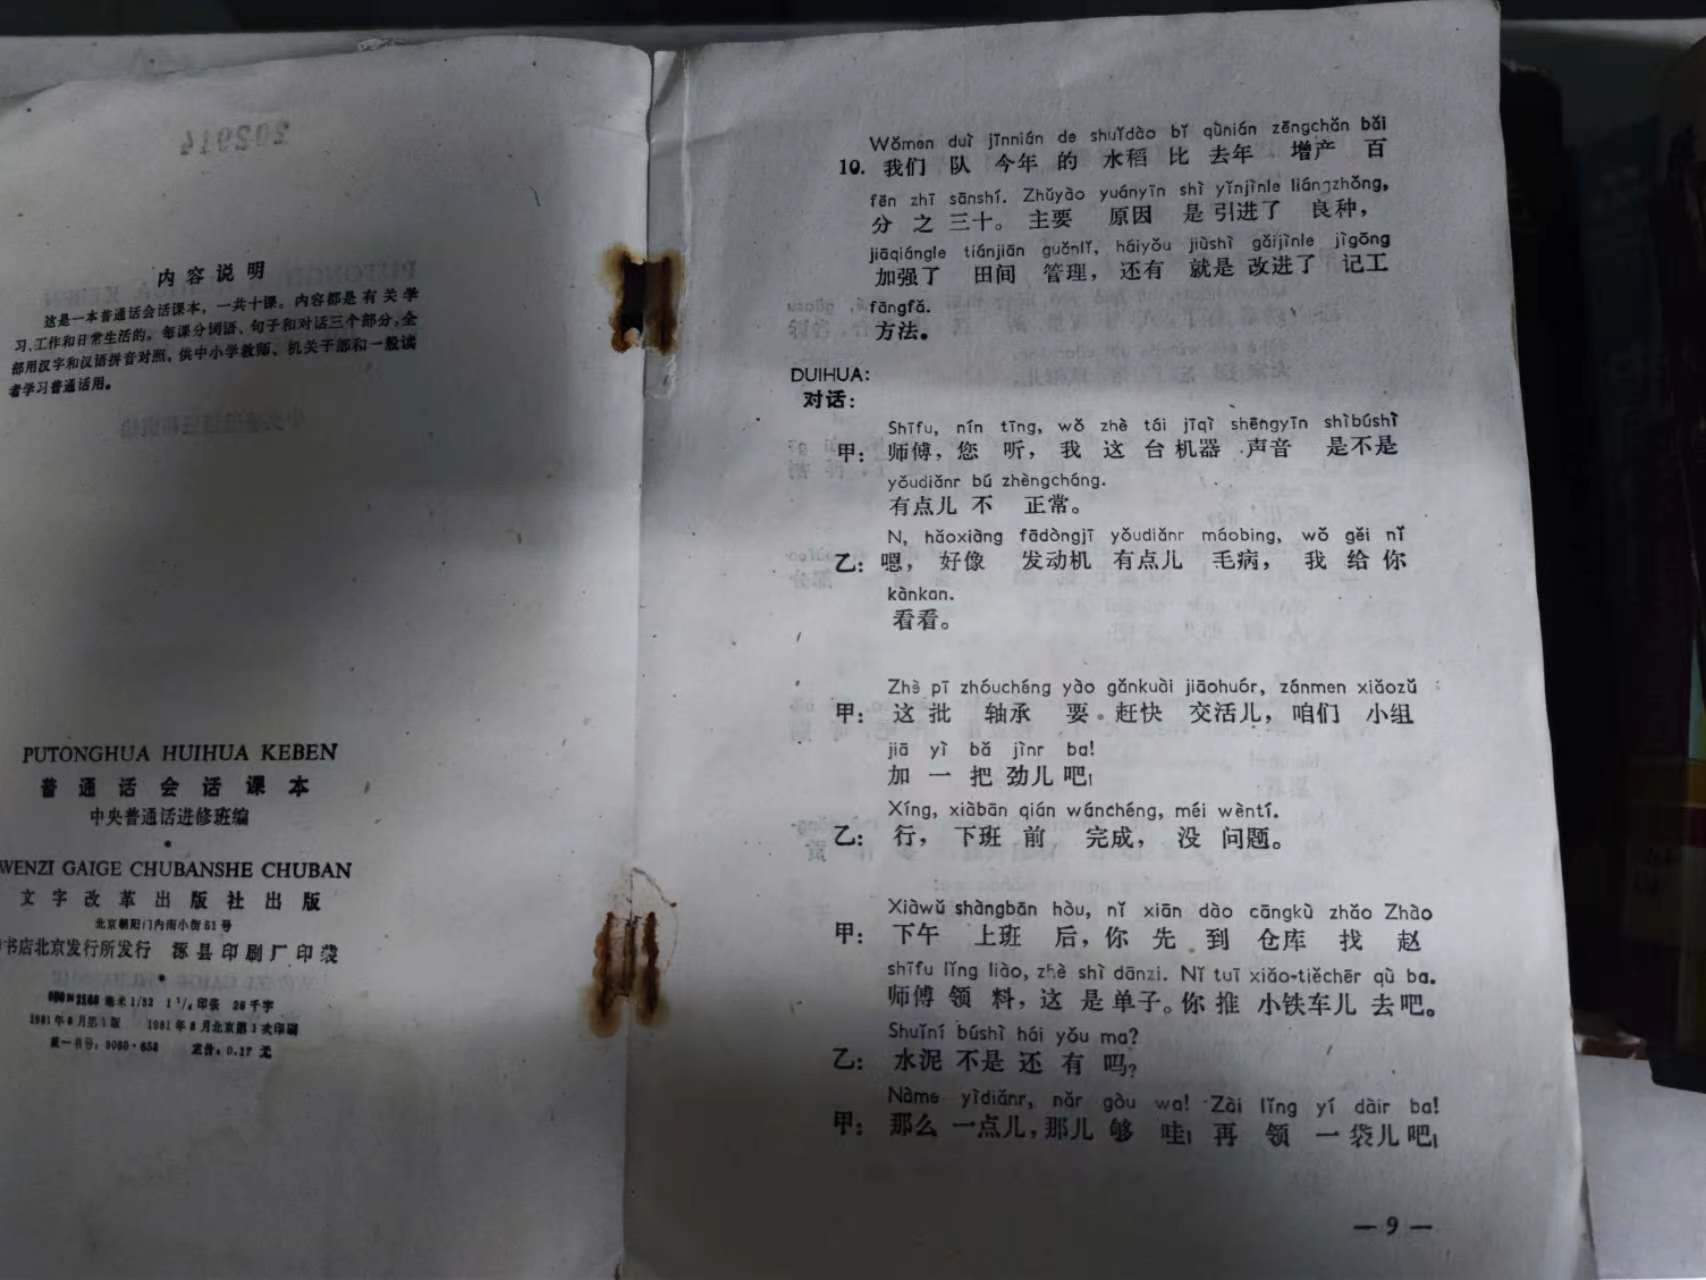 内容说明
这是一本普通话会话课本，一共十课。内容都是有关学
习、工作和日常生活的。每课分词语、句子和对话三个部分，全
部用汉字和汉语拼音对照，供中小学教师、机关干部和一般读
者学习普通话用。
PUTONGHUA HUIHUA KEBEN
普通话会话课本
中央普通话进修班编
WENZI GAIGE CHUBANSHE CHUBAN
文字改革出版社出版
北京朝阳门内南小街51号
书店北京发行所发行 涿县印刷厂印装
毫米1/32 1 印张 26千字
1981年6月第1版 1981年6月北京第1次印刷
统一书号：9060·656 定价：0.17元
Wǒmen duì jīnnián de shuǐdào bǐ qùnián zēngchǎn bǎi
10. 我们 队 今年 的 水稻 比 去年 增产 百
fēn zhī sānshí. Zhǔyào yuányīn shì yǐnjìnle liángzhǒng,
分 之 三十。 主要 原因 是 引进了 良种，
jiāqiángle tiánjiān guǎnlǐ, háiyǒu jiùshì gǎijìnle jìgōng
加强了 田间 管理， 还有 就是 改进了 记工
fāngfǎ.
方法。
DUIHUA:
对话：
Shīfu, nín tīng, wǒ zhè tái jīqì shēngyīn shìbúshì
甲：师傅，您 听， 我 这 台 机器 声音 是不是
yǒudiǎnr bú zhèngcháng.
有点儿 不 正常。
N, hǎoxiàng fādòngjī yǒudiǎnr máobing, wǒ gěi nǐ
乙：嗯， 好像 发动机 有点儿 毛病， 我 给 你
kànkan.
看看。
Zhè pī zhóuchéng yào gǎnkuài jiāohuór, zánmen xiǎozǔ
甲：这 批 轴承 要 赶快 交活儿，咱们 小组
jiā yì bǎ jìnr ba!
加 一 把 劲儿 吧！
Xíng, xiàbān qián wánchéng, méi wèntí.
乙：行， 下班 前 完成， 没 问题。
Xiàwǔ shàngbān hòu, nǐ xiān dào cāngkù zhǎo Zhào
甲：下午 上班 后，你 先 到 仓库 找 赵
shīfu lǐng liào, zhè shì dānzi. Nǐ tuī xiǎo-tiěchēr qù ba.
师傅 领 料，这 是 单子。你 推 小铁车儿 去吧。
Shuǐní búshì hái yǒu ma?
乙：水泥 不是 还 有 吗？
Nàme yìdiǎnr, nǎr gòu wa! Zài lǐng yí dàir ba!
甲：那么 一点儿，那儿 够 哇！再 领 一 袋儿 吧！
— 9 —